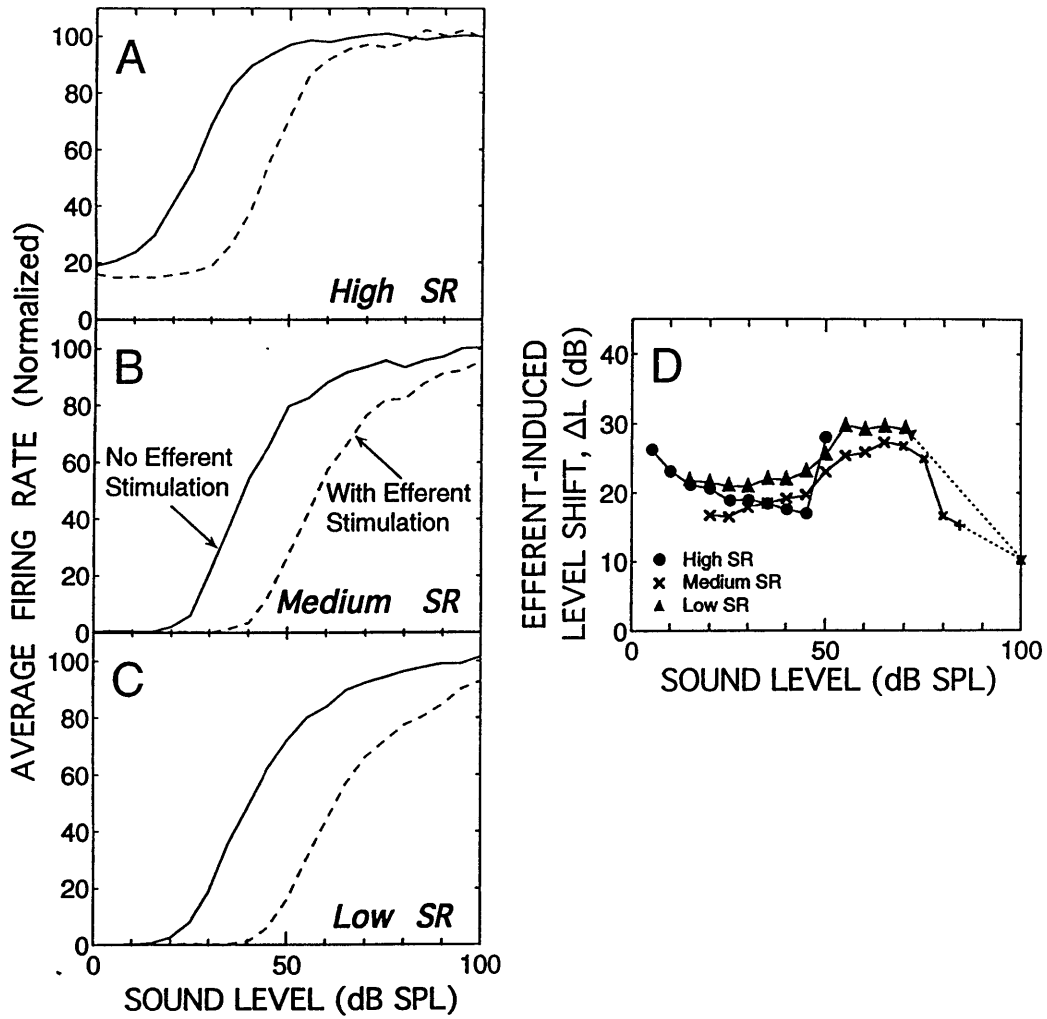 AVERAGE FIRING RATE (Normalized)
A
100
80
60
40
20
0
High SR
B
100
80
60
40
20
0
No Efferent
Stimulation
With Efferent
Stimulation
Medium SR
C
100
80
60
40
20
0
Low SR
0 50 100
SOUND LEVEL (dB SPL)
EFFERENT-INDUCED
LEVEL SHIFT, ΔL (dB)
D
40
30
20
10
0
High SR
Medium SR
Low SR
0 50 100
SOUND LEVEL (dB SPL)